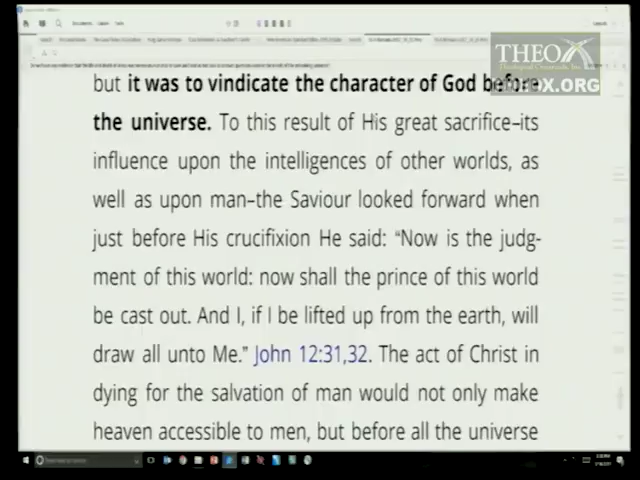 THEO
but it was to vindicate the character of God before
the universe. To this result of His great sacrifice–its
influence upon the intelligences of other worlds, as
well as upon man–the Saviour looked forward when
just before His crucifixion He said: “Now is the judg-
ment of this world: now shall the prince of this world
be cast out. And I, if I be lifted up from the earth, will
draw all unto Me.” John 12:31,32. The act of Christ in
dying for the salvation of man would not only make
heaven accessible to men, but before all the universe